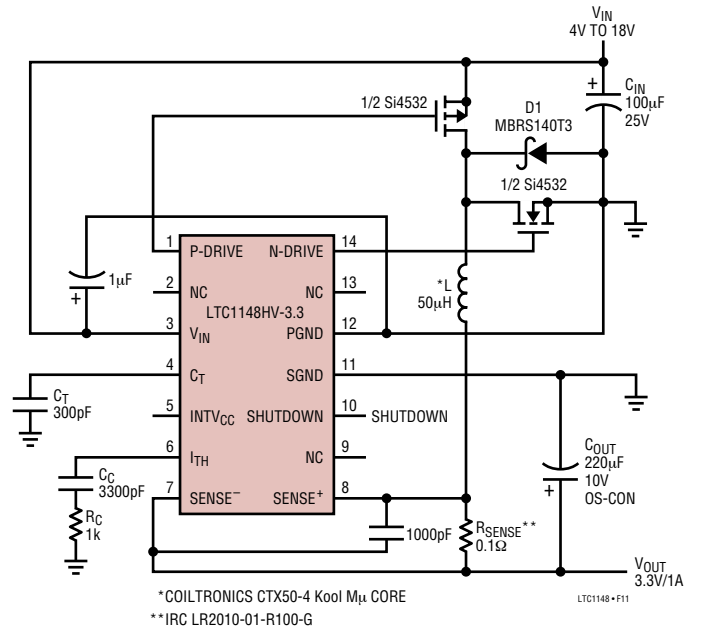 VIN
4V TO 18V
+
CIN
100µF
25V
1/2 Si4532
D1
MBRS140T3
1/2 Si4532
1 P-DRIVE N-DRIVE 14
1µF
+
2 NC NC 13
*L
50µH
LTC1148HV-3.3
3 VIN PGND 12
4 CT SGND 11
CT
300pF
5 INTVCC SHUTDOWN 10 SHUTDOWN
6 ITH NC 9
COUT
220µF
10V
OS-CON
+
CC
3300pF
7 SENSE− SENSE+ 8
RC
1k
1000pF
RSENSE**
0.1Ω
VOUT
3.3V/1A
*COILTRONICS CTX50-4 Kool Mµ CORE
**IRC LR2010-01-R100-G
LTC1148 • F11